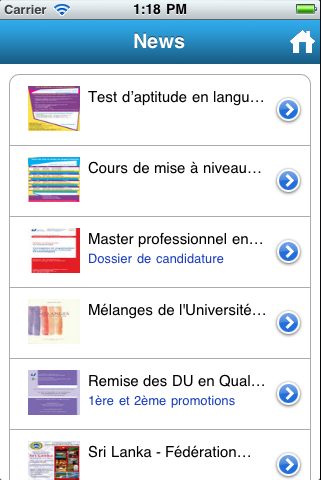 Carrier 1:18 PM
News
Test d'aptitude en langu…
Cours de mise à niveau…
Master professionnel en…
Dossier de candidature
Mélanges de l'Université…
Remise des DU en Qual…
1ère et 2ème promotions
Sri Lanka - Fédération…